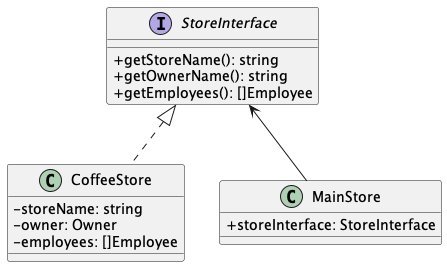 I StoreInterface
+getStoreName(): string
+getOwnerName(): string
+getEmployees(): []Employee
C CoffeeStore
-storeName: string
-owner: Owner
-employees: []Employee
C MainStore
+storeInterface: StoreInterface